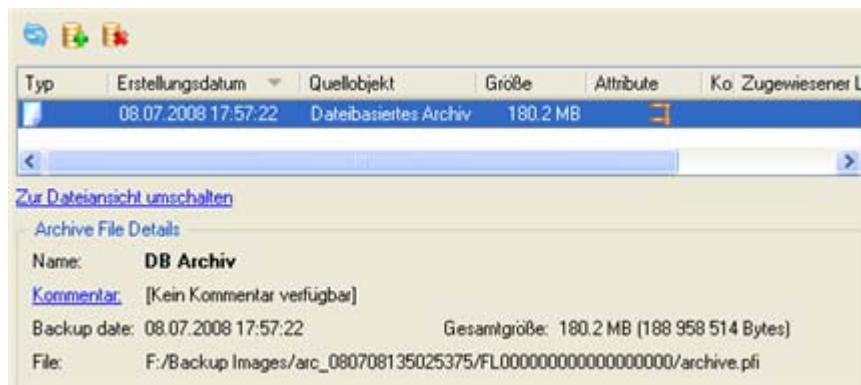 Typ Erstellungsdatum Quellobjekt Größe Attribute Ko Zugewiesener L
08.07.2008 17:57:22 Dateibasiertes Archiv 180.2 MB
Zur Dateiansicht umschalten
Archive File Details
Name: DB Archiv
Kommentar: [Kein Kommentar verfügbar]
Backup date: 08.07.2008 17:57:22 Gesamtgröße: 180.2 MB (188 958 514 Bytes)
File: F:/Backup Images/arc_080708135025375/FL000000000000000000/archive.pfi